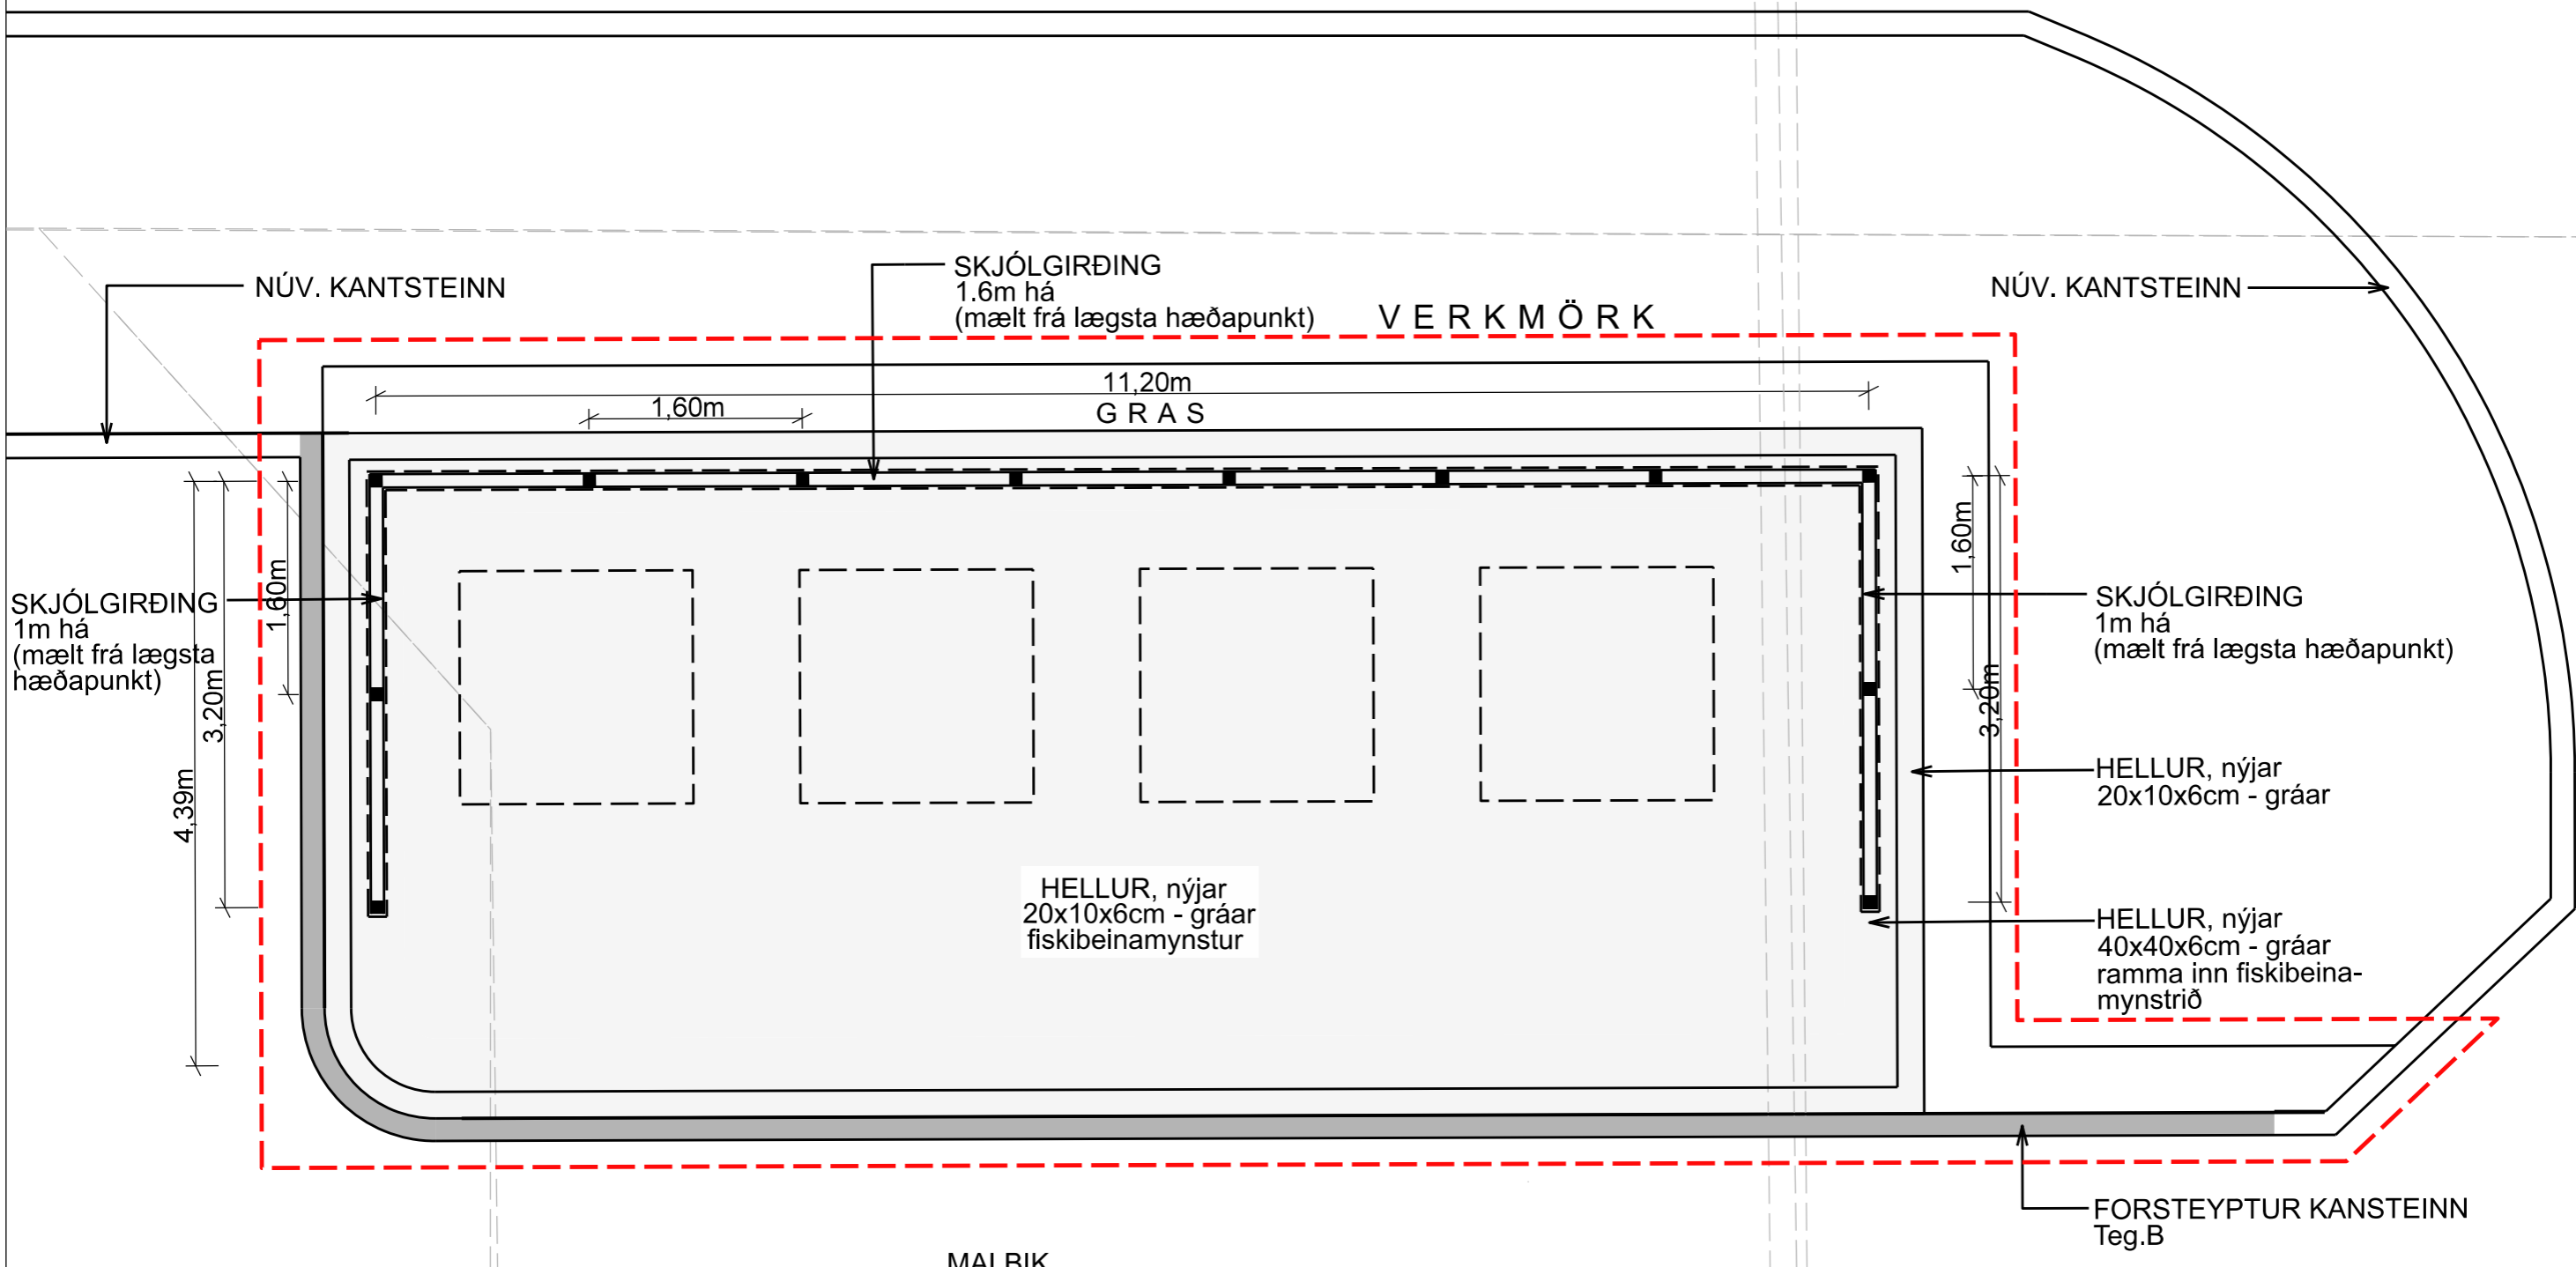 SKJÓLGIRÐING
1.6m há
(mælt frá lægsta hæðapunkt)
NÚV. KANTSTEINN
NÚV. KANTSTEINN
VERKMÖRK
11,20m
1,60m
GRAS
1,60m
3,20m
4,39m
SKJÓLGIRÐING
1m há
(mælt frá lægsta
hæðapunkt)
1,60m
3,20m
SKJÓLGIRÐING
1m há
(mælt frá lægsta hæðapunkt)
HELLUR, nýjar
20x10x6cm - gráar
HELLUR, nýjar
20x10x6cm - gráar
fiskibeinamynstur
HELLUR, nýjar
40x40x6cm - gráar
ramma inn fiskibeina-
mynstrið
FORSTEYPTUR KANSTEINN
Teg.B
MALBIK